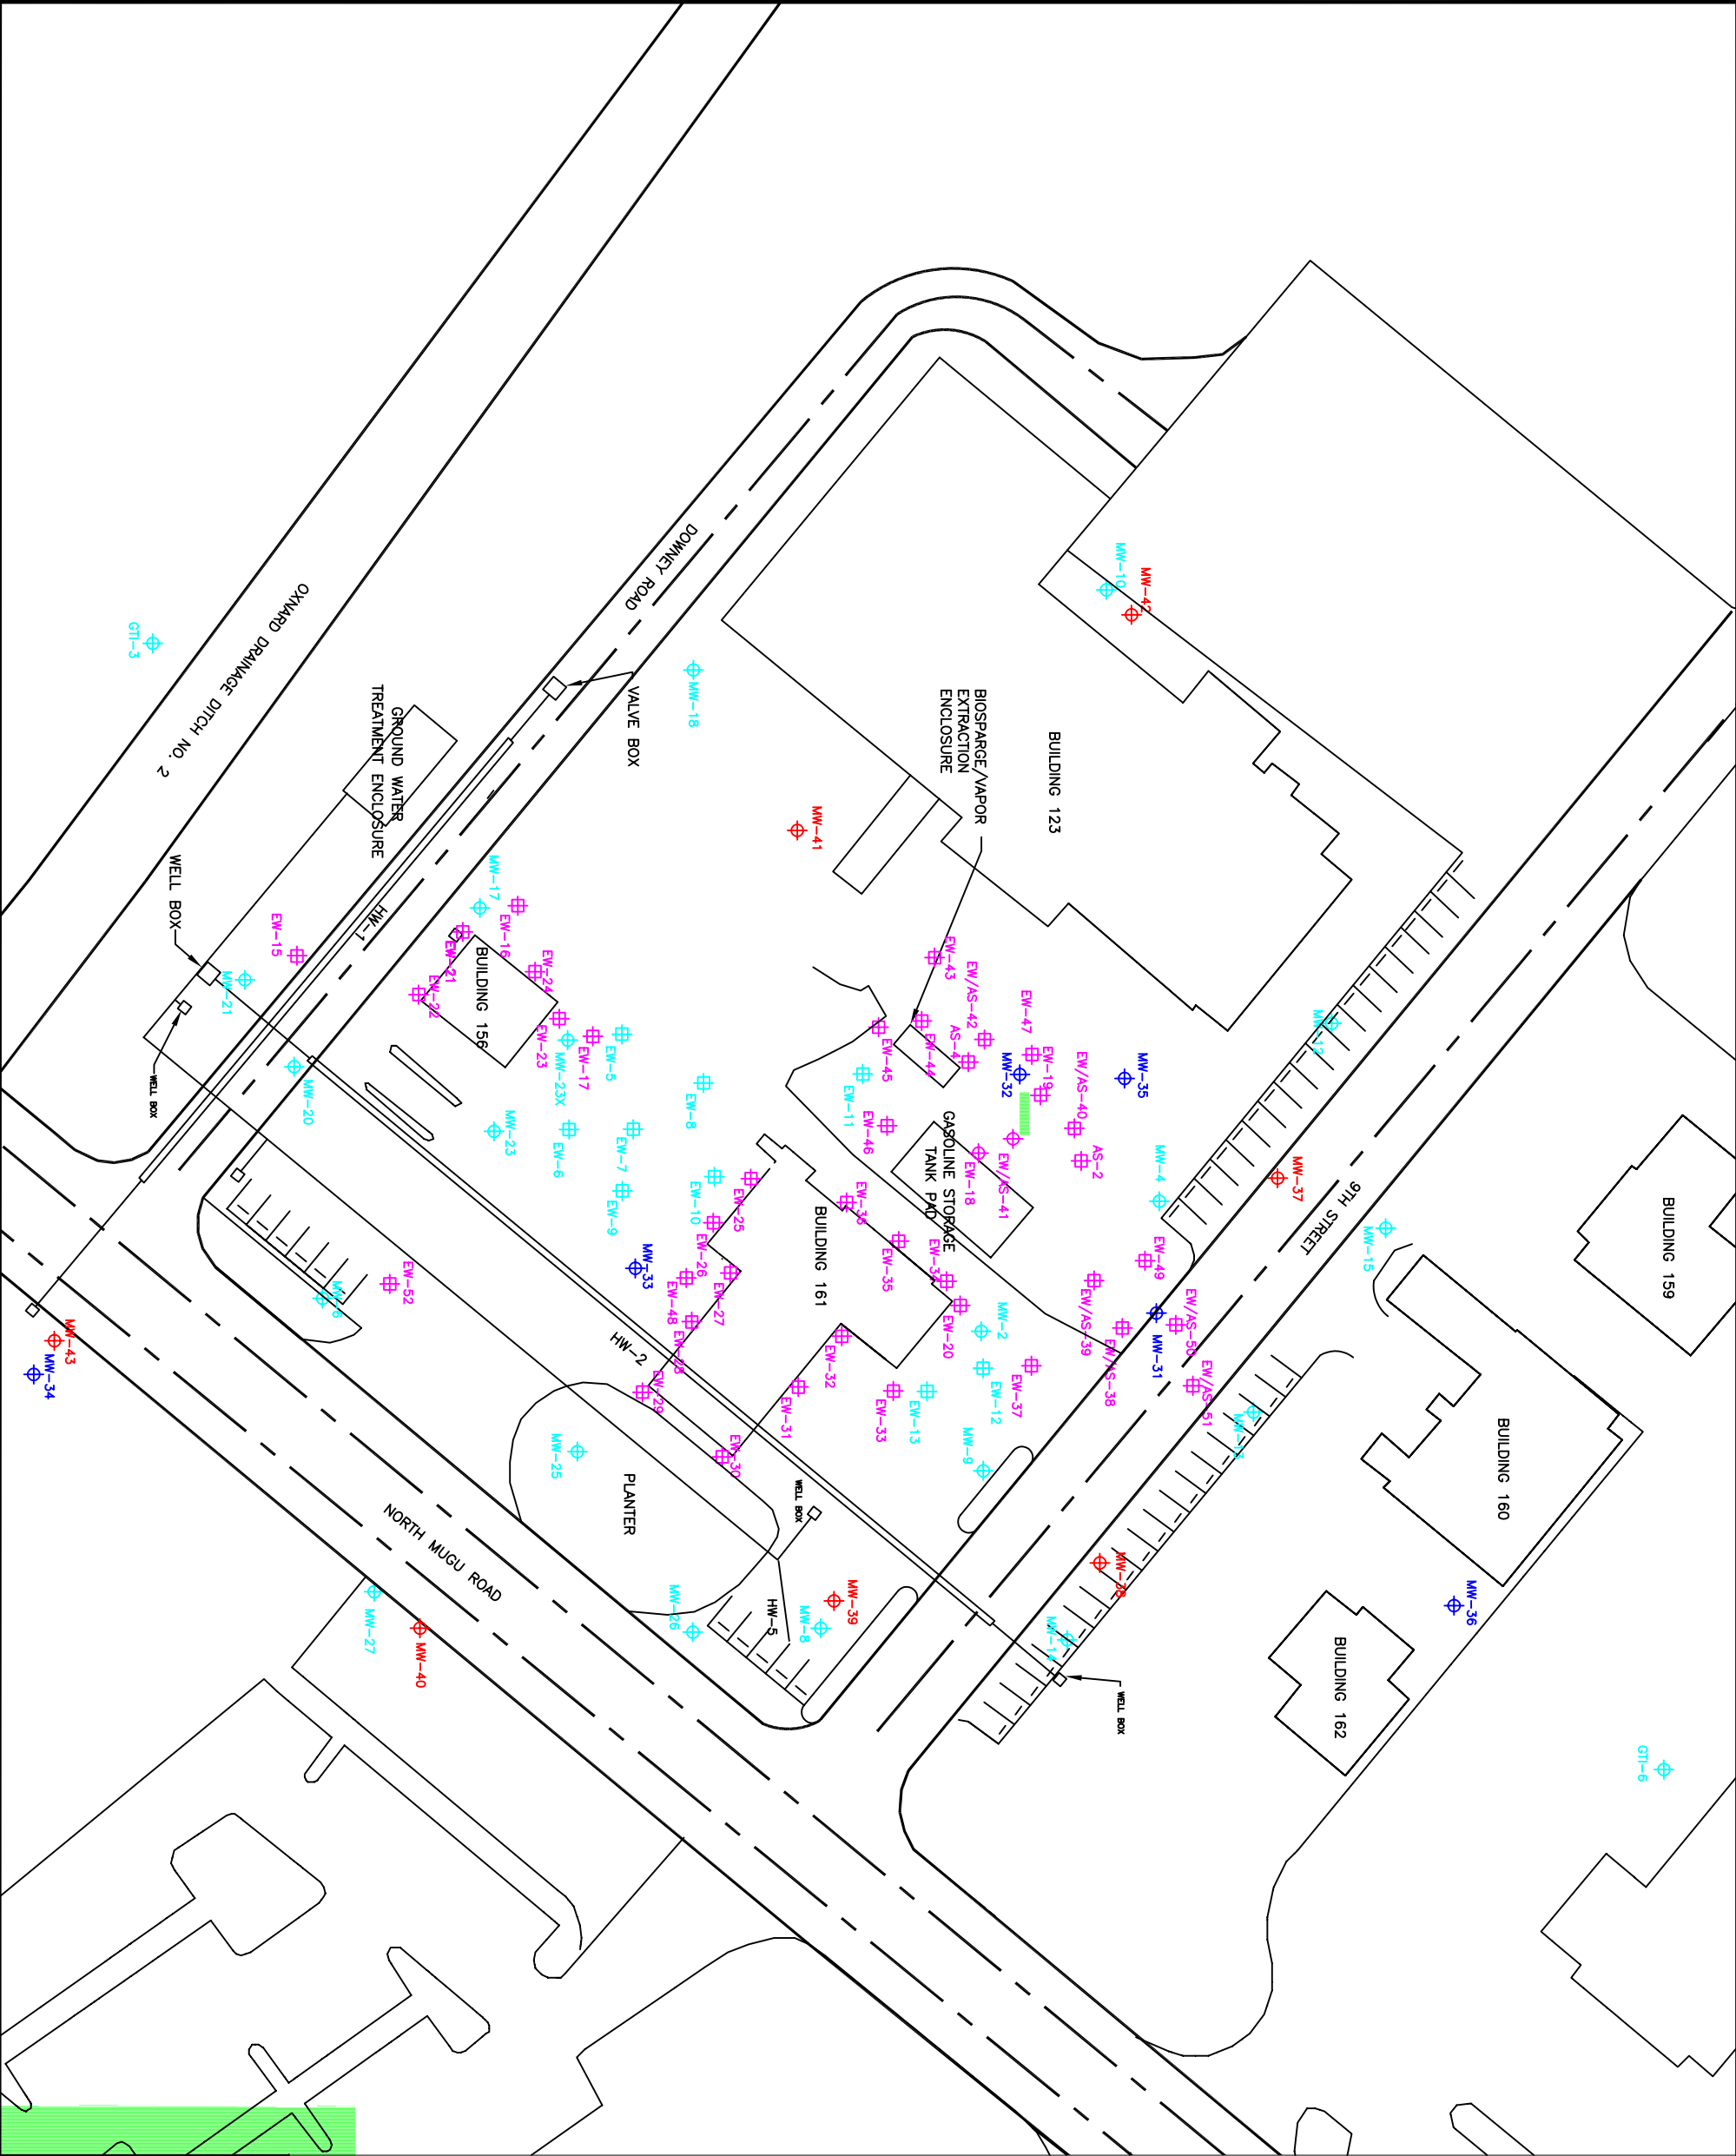 BUILDING 159
BUILDING 160
BUILDING 162
GTI-6
MW-36
9TH STREET
MW-15
MW-37
MW-12
MW-13
MW-42
MW-10
MW-35
MW-4
EW-49
MW-31
EW/AS-50
EW/AS-51
MW-38
MW-14
WELL BOX
BUILDING 123
BIOSPARGE/VAPOR
EXTRACTION
ENCLOSURE
EW-47
EW-19
EW/AS-40
AS-2
EW/AS-39
EW/AS-38
MW-32
EW/AS-41
EW-18
EW/AS-42
EW-43
EW-44
EW-45
EW-46
EW-11
GASOLINE STORAGE
TANK PAD
MW-2
EW-37
EW-12
EW-20
EW-13
MW-9
EW-35
EW-36
EW-33
EW-32
EW-31
MW-41
BUILDING 161
MW-39
MW-8
WELL BOX
HW-5
EW-25
EW-26
EW-27
EW-48
EW-28
EW-29
EW-30
MW-26
DOWNEY ROAD
MW-18
VALVE BOX
EW-8
EW-10
MW-33
HW-2
PLANTER
MW-25
EW-5
EW-7
EW-9
EW-17
MW-23X
EW-6
EW-23
EW-24
EW-16
MW-17
EW-21
EW-22
BUILDING 156
MW-23
GROUND WATER
TREATMENT ENCLOSURE
HW-1
EW-52
MW-6
NORTH MUGU ROAD
MW-40
MW-27
OXNARD DRAINAGE DITCH NO. 2
EW-15
MW-20
MW-21
WELL BOX
WELL BOX
GTI-3
MW-43
MW-34